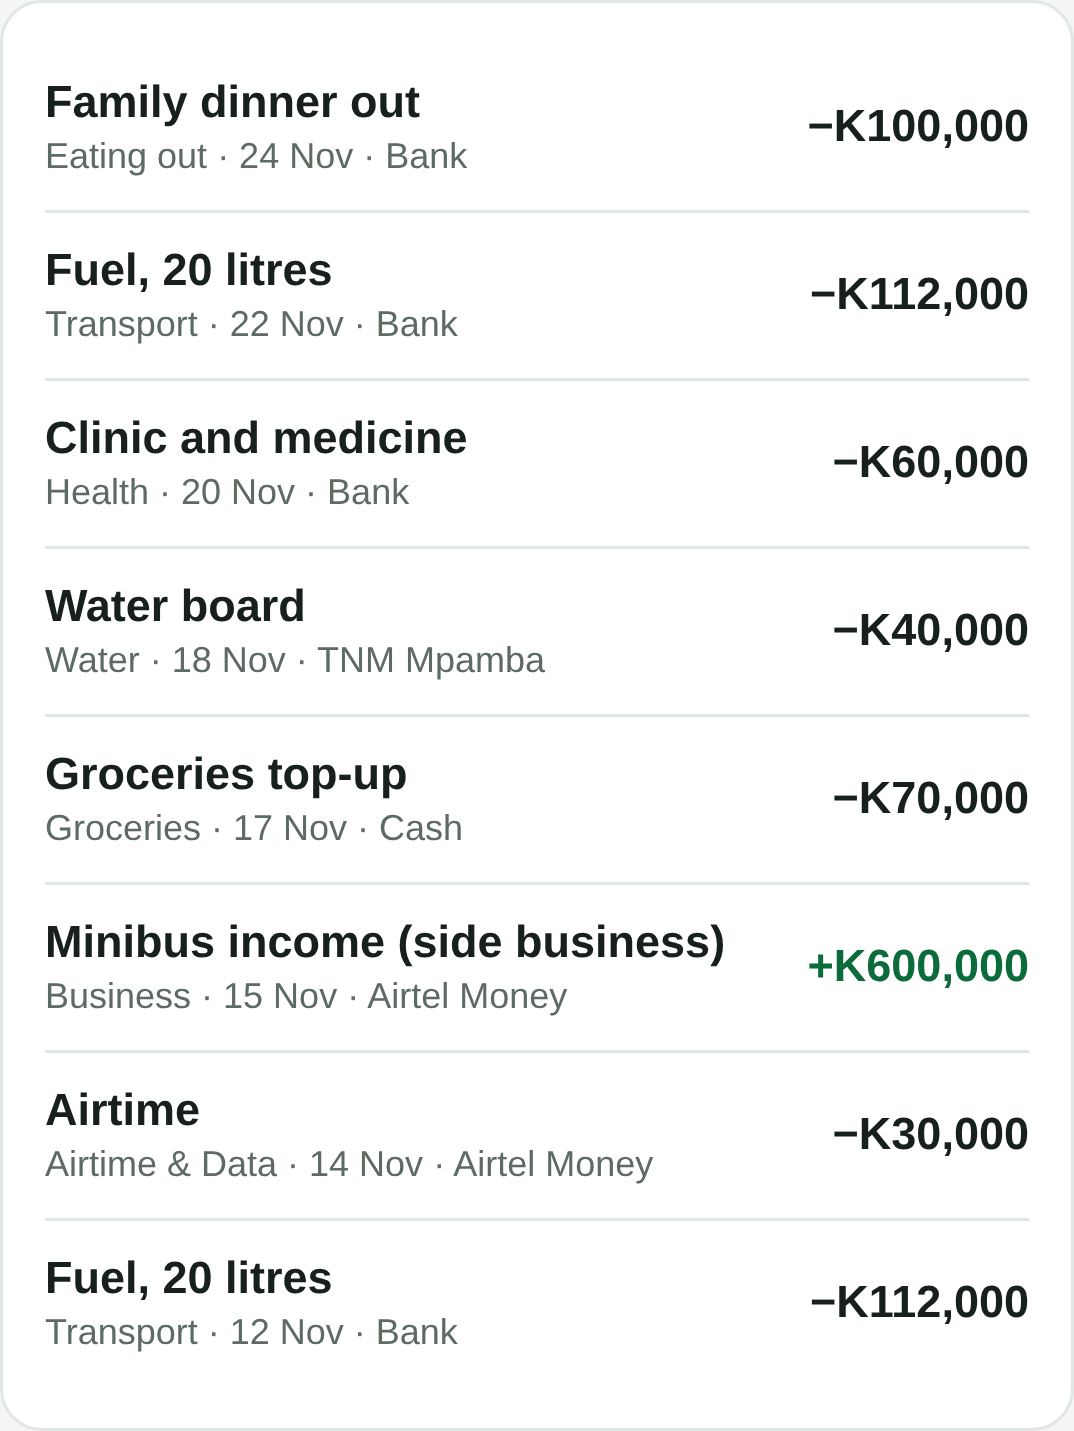 Family dinner out
−K100,000
Eating out · 24 Nov · Bank
Fuel, 20 litres
−K112,000
Transport · 22 Nov · Bank
Clinic and medicine
−K60,000
Health · 20 Nov · Bank
Water board
−K40,000
Water · 18 Nov · TNM Mpamba
Groceries top-up
−K70,000
Groceries · 17 Nov · Cash
Minibus income (side business)
+K600,000
Business · 15 Nov · Airtel Money
Airtime
−K30,000
Airtime & Data · 14 Nov · Airtel Money
Fuel, 20 litres
−K112,000
Transport · 12 Nov · Bank